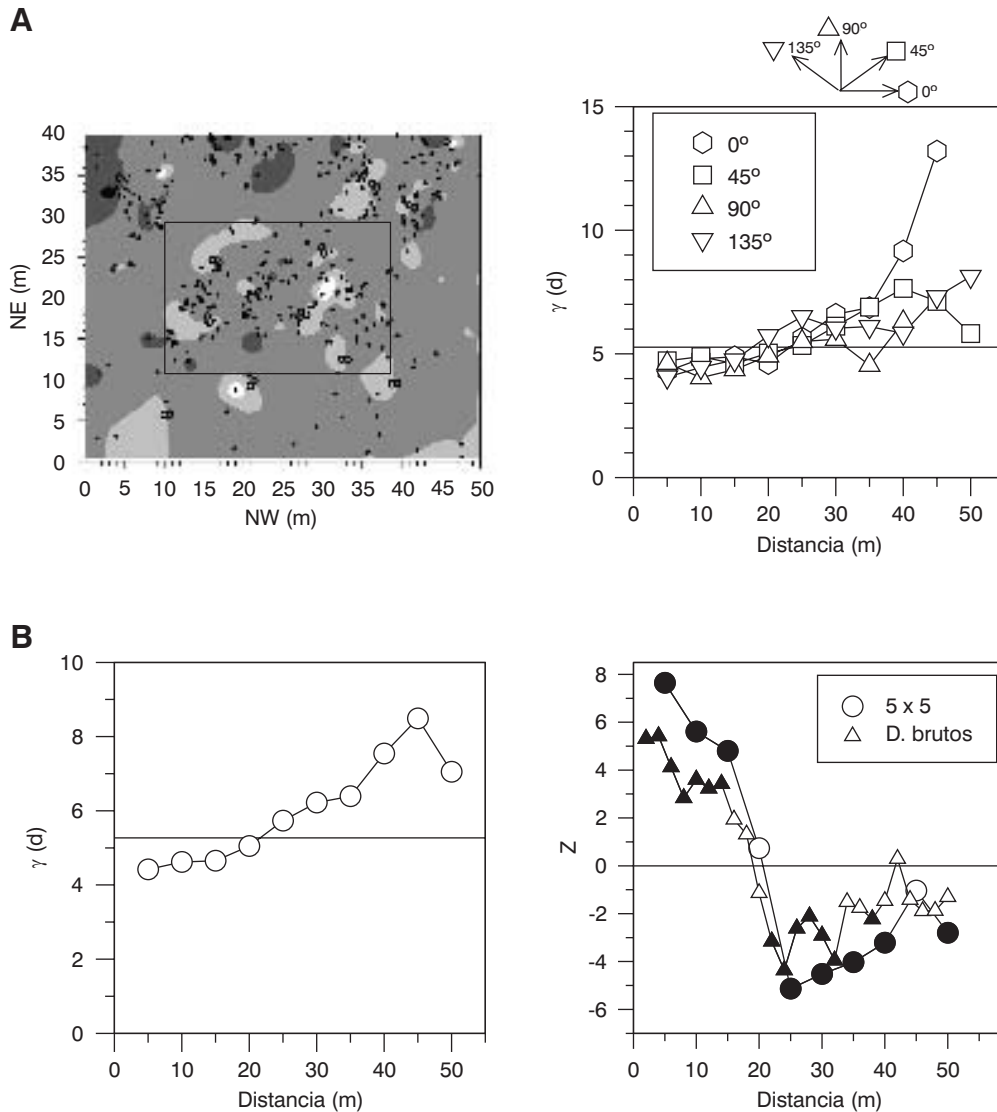 A
NE (m)
40
35
30
25
20
15
10
5
0
0 5 10 15 20 25 30 35 40 45 50
NW (m)
135º 90º 45º 0º
γ (d)
15
10
5
0
0º
45º
90º
135º
0 10 20 30 40 50
Distancia (m)
B
γ (d)
10
8
6
4
2
0
0 10 20 30 40 50
Distancia (m)
Z
8
6
4
2
0
-2
-4
-6
5 x 5
D. brutos
0 10 20 30 40 50
Distancia (m)